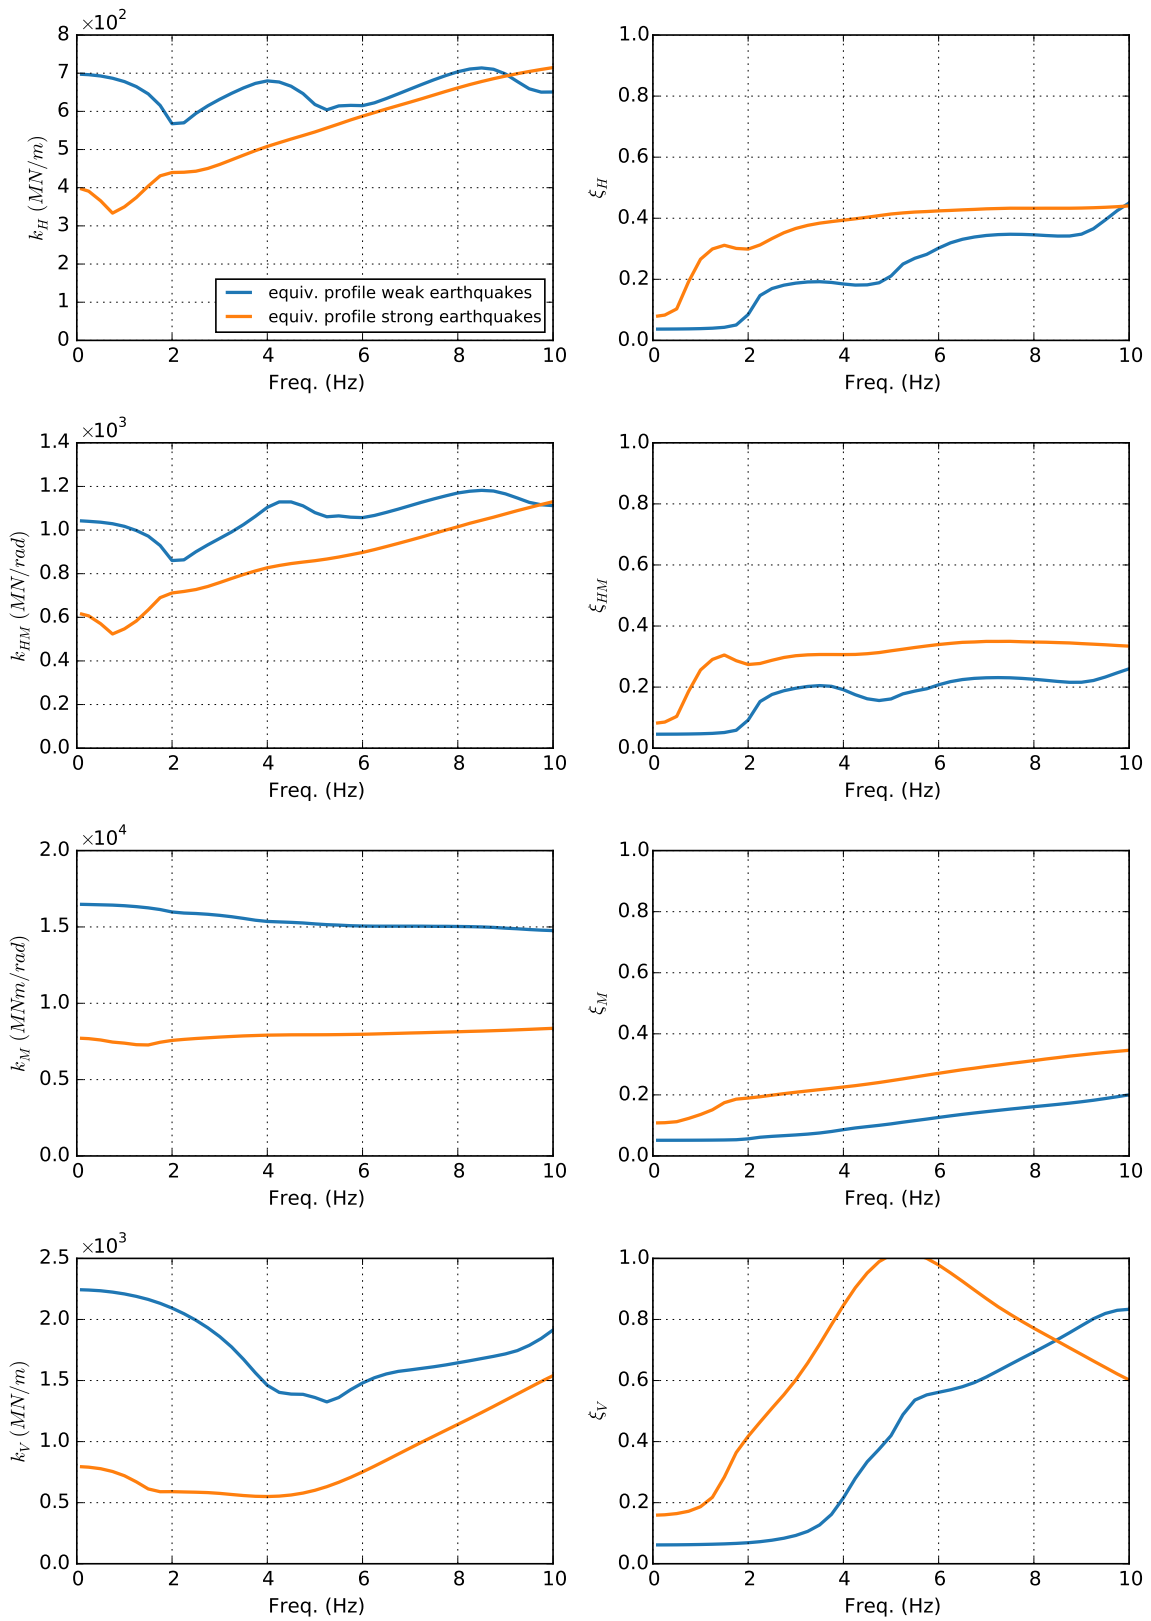 ×10²
8
7
6
5
4
3
2
1
0
k_H (MN/m)
equiv. profile weak earthquakes
equiv. profile strong earthquakes
0 2 4 6 8 10
Freq. (Hz)
1.0
0.8
0.6
0.4
0.2
0.0
ξ_H
0 2 4 6 8 10
Freq. (Hz)
×10³
1.4
1.2
1.0
0.8
0.6
0.4
0.2
0.0
k_HM (MN/rad)
0 2 4 6 8 10
Freq. (Hz)
1.0
0.8
0.6
0.4
0.2
0.0
ξ_HM
0 2 4 6 8 10
Freq. (Hz)
×10⁴
2.0
1.5
1.0
0.5
0.0
k_M (MNm/rad)
0 2 4 6 8 10
Freq. (Hz)
1.0
0.8
0.6
0.4
0.2
0.0
ξ_M
0 2 4 6 8 10
Freq. (Hz)
×10³
2.5
2.0
1.5
1.0
0.5
0.0
k_V (MN/m)
0 2 4 6 8 10
Freq. (Hz)
1.0
0.8
0.6
0.4
0.2
0.0
ξ_V
0 2 4 6 8 10
Freq. (Hz)